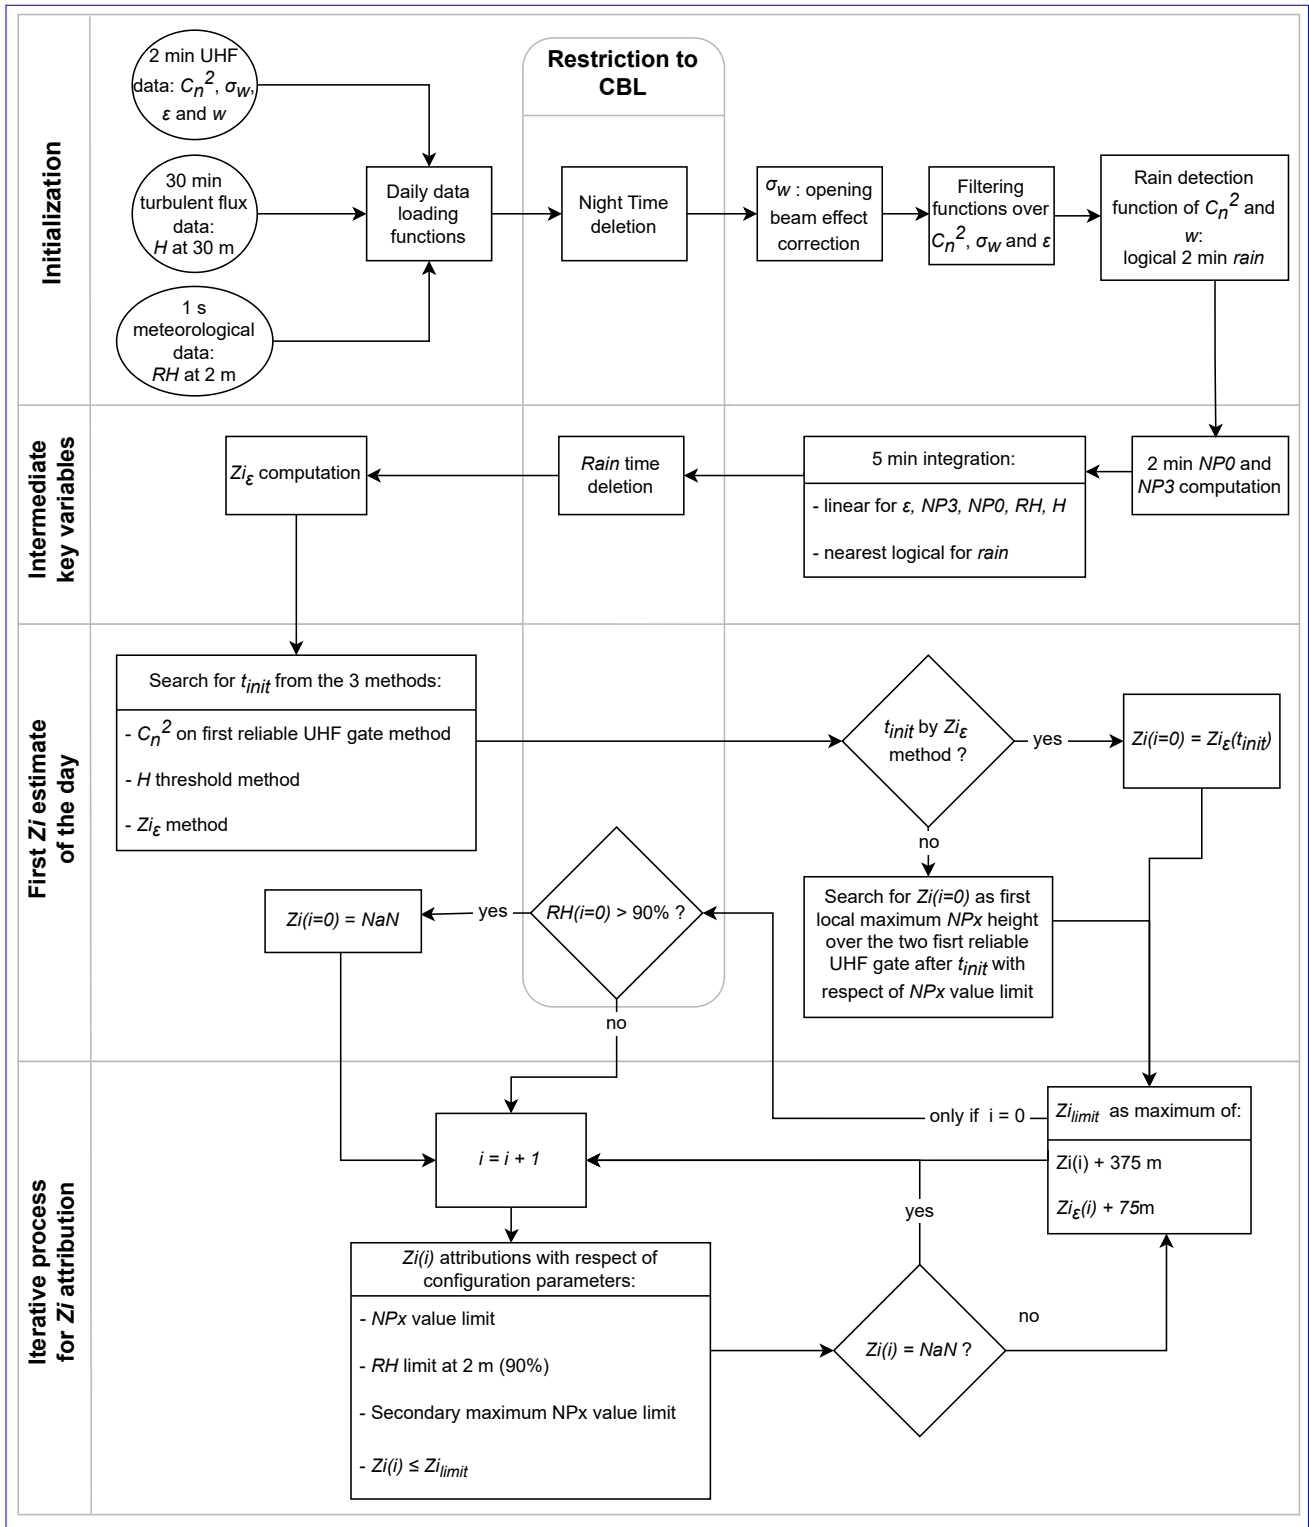 Restriction to
CBL
Initialization
2 min UHF
data: Cn², σw,
ε and w
30 min
turbulent flux
data:
H at 30 m
1 s
meteorological
data:
RH at 2 m
Daily data
loading
functions
Night Time
deletion
σw : opening
beam effect
correction
Filtering
functions over
Cn², σw and ε
Rain detection
function of Cn² and
w:
logical 2 min rain
Intermediate
key variables
2 min NP0 and
NP3 computation
5 min integration:
- linear for ε, NP3, NP0, RH, H
- nearest logical for rain
Rain time
deletion
Ziε computation
First Zi estimate
of the day
Search for tinit from the 3 methods:
- Cn² on first reliable UHF gate method
- H threshold method
- Ziε method
tinit by Ziε
method ?
yes
Zi(i=0) = Ziε(tinit)
no
Search for Zi(i=0) as first
local maximum NPx height
over the two fisrt reliable
UHF gate after tinit with
respect of NPx value limit
RH(i=0) > 90% ?
yes
Zi(i=0) = NaN
no
Iterative process
for Zi attribution
Zilimit as maximum of:
Zi(i) + 375 m
Ziε(i) + 75m
only if i = 0
i = i + 1
Zi(i) attributions with respect of
configuration parameters:
- NPx value limit
- RH limit at 2 m (90%)
- Secondary maximum NPx value limit
- Zi(i) ≤ Zilimit
Zi(i) = NaN ?
yes
no